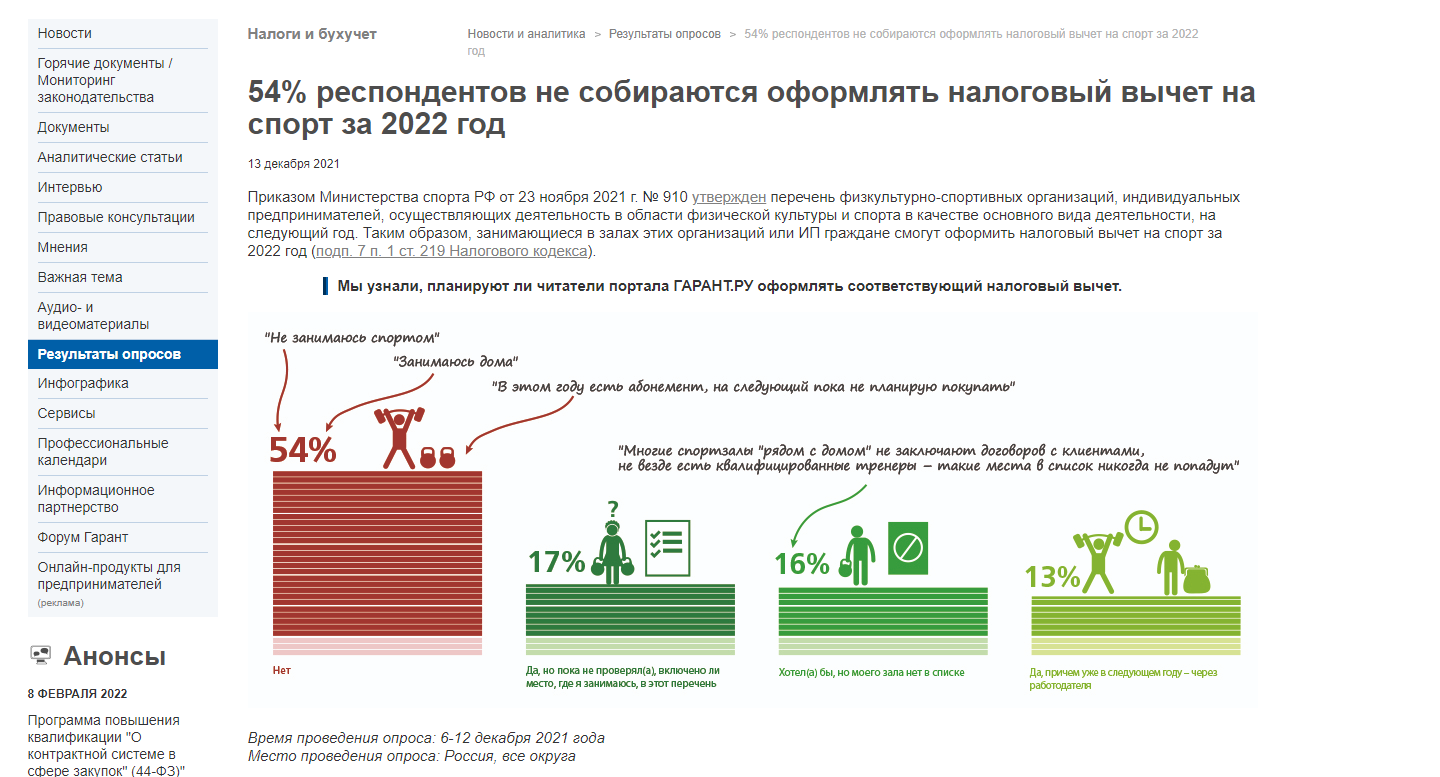 Новости
Горячие документы /
Мониторинг
законодательства
Документы
Аналитические статьи
Интервью
Правовые консультации
Мнения
Важная тема
Аудио- и
видеоматериалы
Результаты опросов
Инфографика
Сервисы
Профессиональные
календари
Информационное
партнерство
Форум Гарант
Онлайн-продукты для
предпринимателей
(реклама)
Анонсы
8 ФЕВРАЛЯ 2022
Программа повышения
квалификации "О
контрактной системе в
сфере закупок" (44-ФЗ)"
Налоги и бухучет
Новости и аналитика > Результаты опросов > 54% респондентов не собираются оформлять налоговый вычет на спорт за 2022
год
54% респондентов не собираются оформлять налоговый вычет на
спорт за 2022 год
13 декабря 2021
Приказом Министерства спорта РФ от 23 ноября 2021 г. № 910 утвержден перечень физкультурно-спортивных организаций, индивидуальных
предпринимателей, осуществляющих деятельность в области физической культуры и спорта в качестве основного вида деятельности, на
следующий год. Таким образом, занимающиеся в залах этих организаций или ИП граждане смогут оформить налоговый вычет на спорт за
2022 год (подп. 7 п. 1 ст. 219 Налогового кодекса).
Мы узнали, планируют ли читатели портала ГАРАНТ.РУ оформлять соответствующий налоговый вычет.
"Не занимаюсь спортом"
"Занимаюсь дома"
"В этом году есть абонемент, на следующий пока не планирую покупать"
"Многие спортзалы "рядом с домом" не заключают договоров с клиентами,
не везде есть квалифицированные тренеры – такие места в список никогда не попадут"
54%
?
17%
16%
13%
Нет
Да, но пока не проверял(а), включено ли
место, где я занимаюсь, в этот перечень
Хотел(а) бы, но моего зала нет в списке
Да, причем уже в следующем году – через
работодателя
Время проведения опроса: 6-12 декабря 2021 года
Место проведения опроса: Россия, все округа